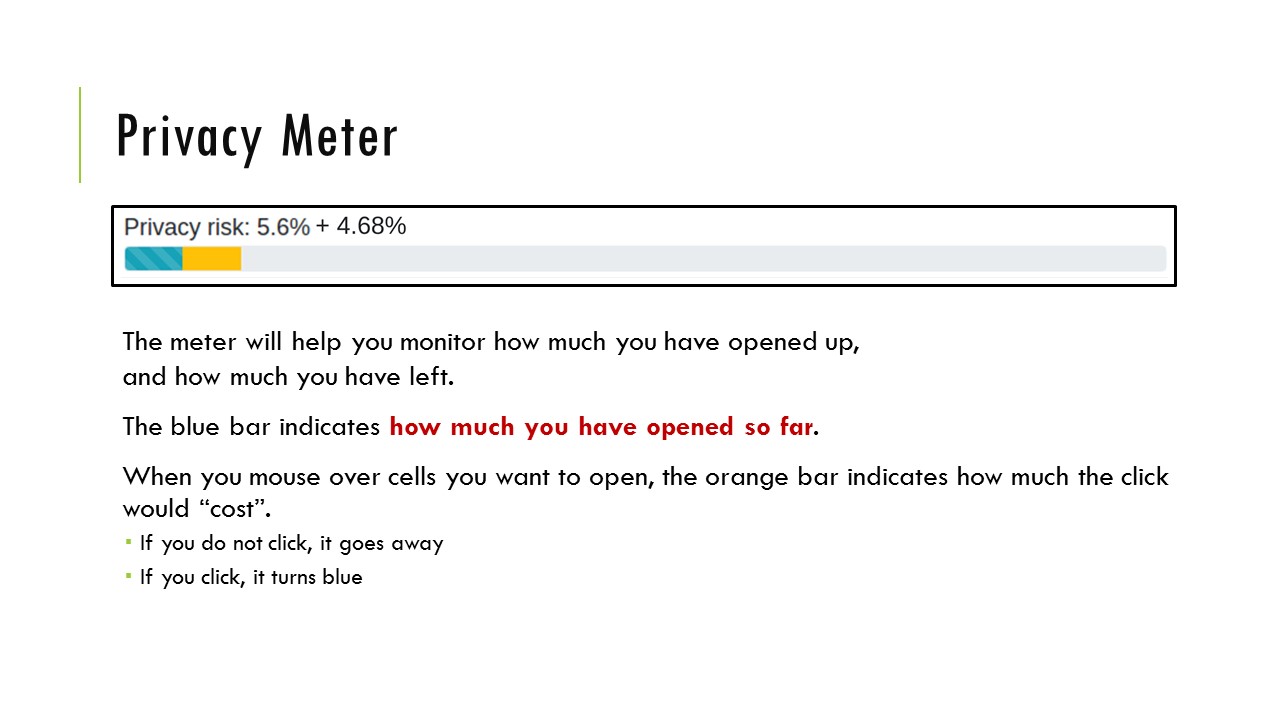 Privacy Meter
Privacy risk: 5.6% + 4.68%
The meter will help you monitor how much you have opened up,
and how much you have left.
The blue bar indicates how much you have opened so far.
When you mouse over cells you want to open, the orange bar indicates how much the click
would “cost”.
▪ If you do not click, it goes away
▪ If you click, it turns blue